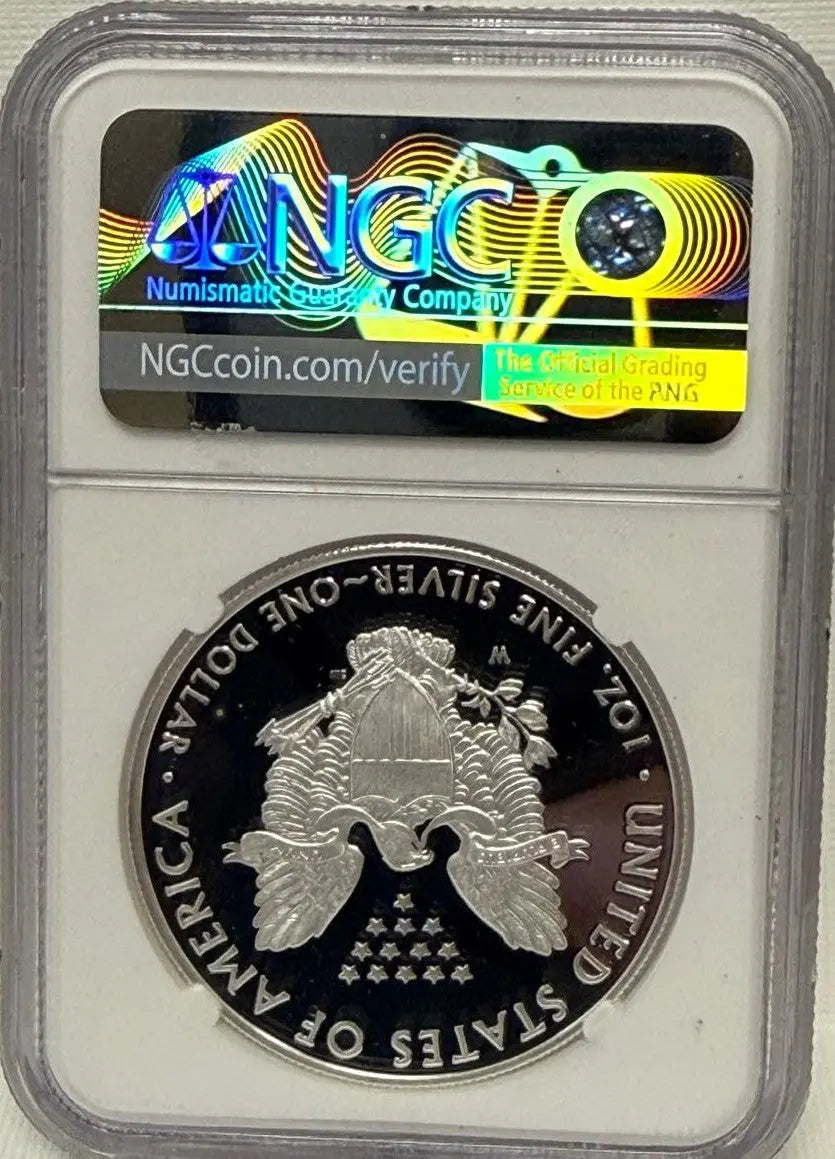 NGC
Numismatic Guaranty Company
NGCcoin.com/verify
The Official Grading
Service of the PNG
UNITED STATES OF AMERICA
1 OZ. FINE SILVER~ONE DOLLAR
W